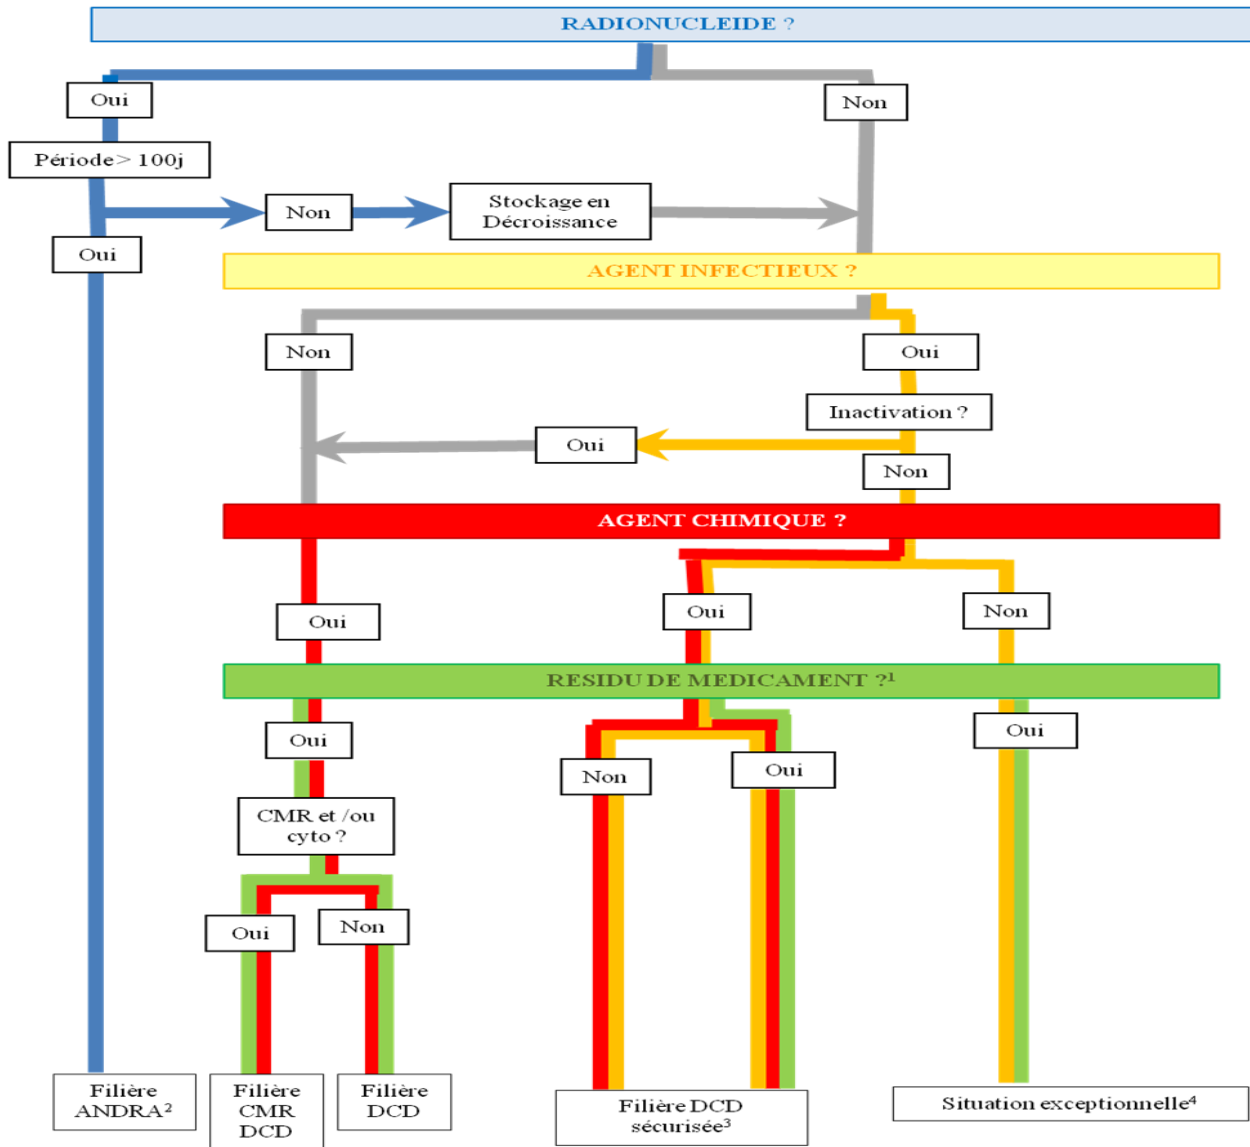 RADIONUCLEIDE ?
Oui
Non
Période > 100j
Non
Stockage en
Décroissance
Oui
AGENT INFECTIEUX ?
Non
Oui
Inactivation ?
Oui
Non
AGENT CHIMIQUE ?
Oui
Oui
Non
RESIDU DE MEDICAMENT ?¹
Oui
Non
Oui
Oui
CMR et /ou
cyto ?
Oui
Non
Filière
ANDRA²
Filière
CMR
DCD
Filière
DCD
Filière DCD
sécurisée³
Situation exceptionnelle⁴